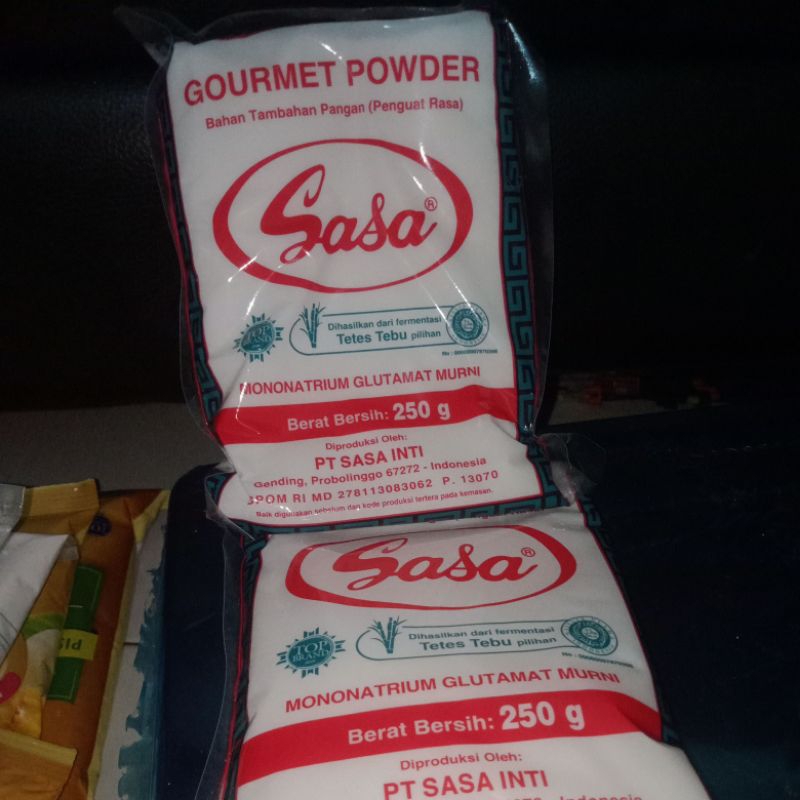 GOURMET POWDER
Bahan Tambahan Pangan (Penguat Rasa)
Sasa®
TOP
BRAND
Dihasilkan dari fermentasi
Tetes Tebu pilihan
MONONATRIUM GLUTAMAT MURNI
Berat Bersih: 250 g
Diproduksi Oleh:
PT SASA INTI
Gending, Probolinggo 67272 - Indonesia
BPOM RI MD 278113083062 P. 13070
Baik digunakan sebelum dan kode produksi tertera pada kemasan.
Sasa®
TOP
BRAND
Dihasilkan dari fermentasi
Tetes Tebu pilihan
MONONATRIUM GLUTAMAT MURNI
Berat Bersih: 250 g
Diproduksi Oleh:
PT SASA INTI